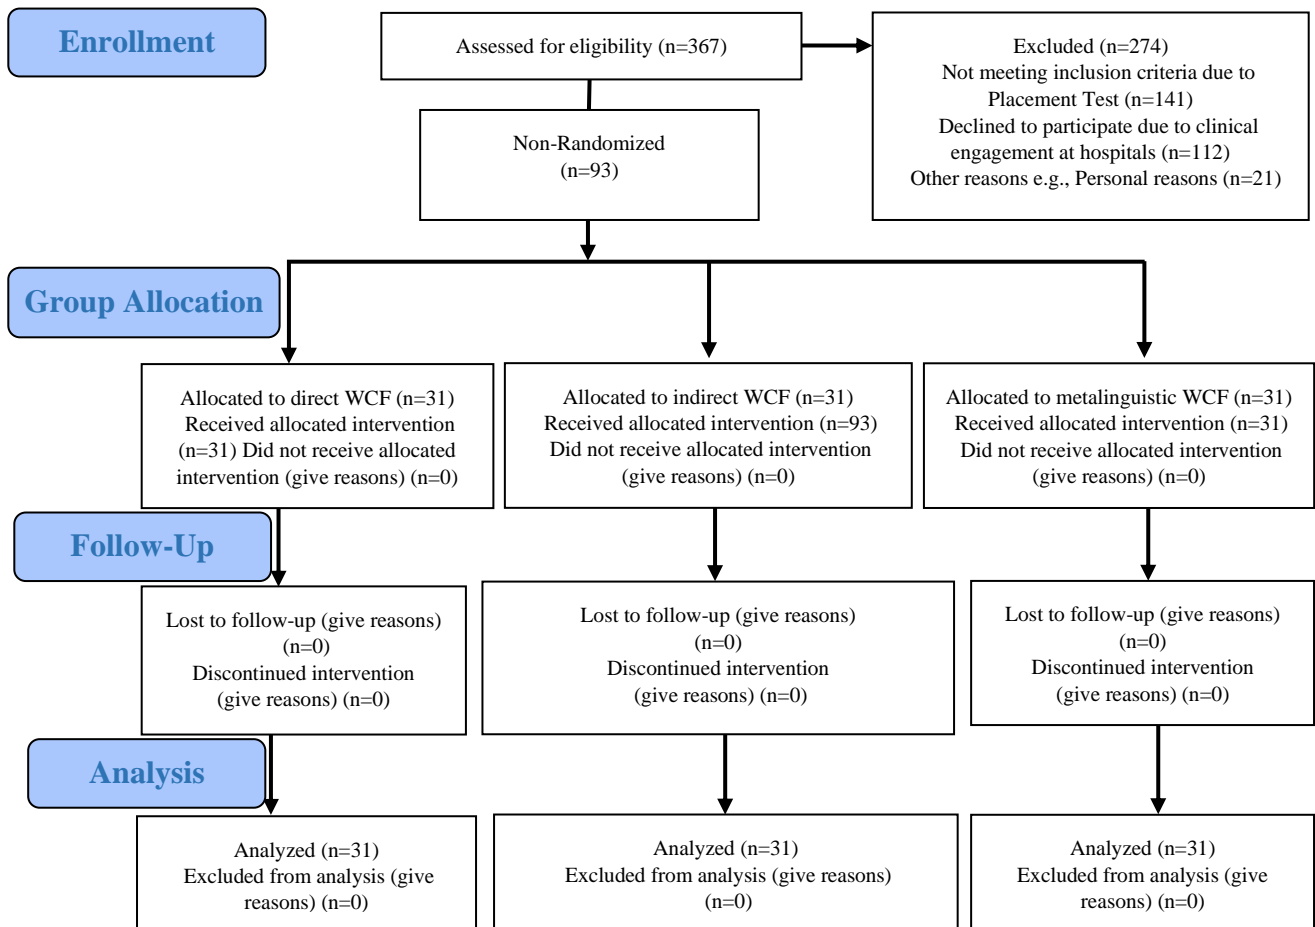 Enrollment
Assessed for eligibility (n=367)
Excluded (n=274)
Not meeting inclusion criteria due to
Placement Test (n=141)
Declined to participate due to clinical
engagement at hospitals (n=112)
Other reasons e.g., Personal reasons (n=21)
Non-Randomized
(n=93)
Group Allocation
Allocated to direct WCF (n=31)
Received allocated intervention
(n=31) Did not receive allocated
intervention (give reasons) (n=0)
Allocated to indirect WCF (n=31)
Received allocated intervention (n=93)
Did not receive allocated intervention
(give reasons) (n=0)
Allocated to metalinguistic WCF (n=31)
Received allocated intervention (n=31)
Did not receive allocated intervention
(give reasons) (n=0)
Follow-Up
Lost to follow-up (give reasons)
(n=0)
Discontinued intervention
(give reasons) (n=0)
Lost to follow-up (give reasons)
(n=0)
Discontinued intervention
(give reasons) (n=0)
Lost to follow-up (give reasons)
(n=0)
Discontinued intervention
(give reasons) (n=0)
Analysis
Analyzed (n=31)
Excluded from analysis (give
reasons) (n=0)
Analyzed (n=31)
Excluded from analysis (give reasons)
(n=0)
Analyzed (n=31)
Excluded from analysis (give
reasons) (n=0)